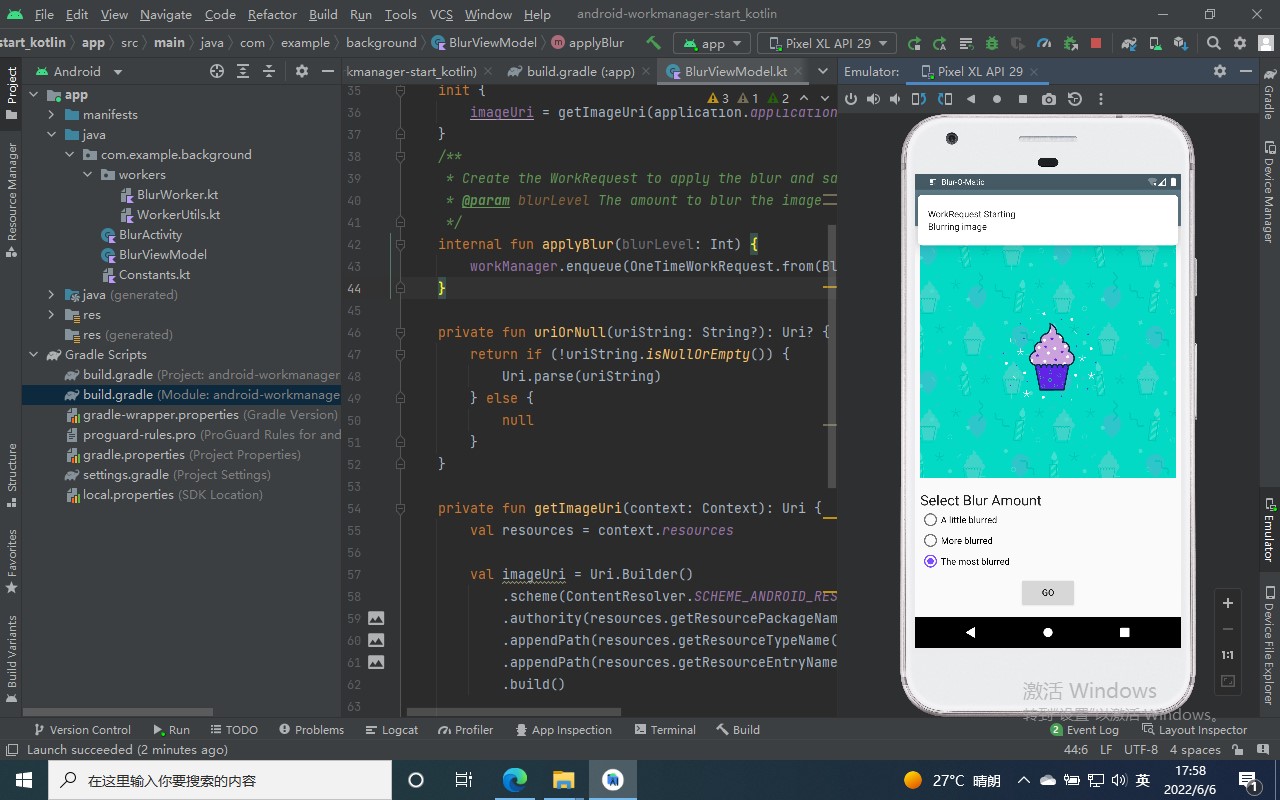 File Edit View Navigate Code Refactor Build Run Tools VCS Window Help android-workmanager-start_kotlin
start_kotlin app src main java com example background BlurViewModel applyBlur app Pixel XL API 29
Android
kmanager-start_kotlin) build.gradle (:app) BlurViewModel.kt
Emulator: Pixel XL API 29
Project
Resource Manager
Structure
Favorites
Build Variants
app
manifests
java
com.example.background
workers
BlurWorker.kt
WorkerUtils.kt
BlurActivity
BlurViewModel
Constants.kt
java (generated)
res
res (generated)
Gradle Scripts
build.gradle (Project: android-workmanager
build.gradle (Module: android-workmanage
gradle-wrapper.properties (Gradle Version)
proguard-rules.pro (ProGuard Rules for and
gradle.properties (Project Properties)
settings.gradle (Project Settings)
local.properties (SDK Location)
3 1 2
35 init {
36 imageUri = getImageUri(application.application
37 }
38 /**
39 * Create the WorkRequest to apply the blur and sa
40 * @param blurLevel The amount to blur the image
41 */
42 internal fun applyBlur(blurLevel: Int) {
43 workManager.enqueue(OneTimeWorkRequest.from(Bl
44 }
45
46 private fun uriOrNull(uriString: String?): Uri? {
47 return if (!uriString.isNullOrEmpty()) {
48 Uri.parse(uriString)
49 } else {
50 null
51 }
52 }
53
54 private fun getImageUri(context: Context): Uri {
55 val resources = context.resources
56
57 val imageUri = Uri.Builder()
58 .scheme(ContentResolver.SCHEME_ANDROID_RES
59 .authority(resources.getResourcePackageNam
60 .appendPath(resources.getResourceTypeName(
61 .appendPath(resources.getResourceEntryName
62 .build()
63
Blur-O-Matic
WorkRequest Starting
Blurring image
Select Blur Amount
A little blurred
More blurred
The most blurred
GO
1:1
Gradle
Device Manager
Emulator
Device File Explorer
激活 Windows
转到"设置"以激活 Windows。
Version Control Run TODO Problems Logcat Profiler App Inspection Terminal Build 2 Event Log Layout Inspector
Launch succeeded (2 minutes ago) 44:6 LF UTF-8 4 spaces
在这里输入你要搜索的内容
27°C 晴朗 英
17:58
2022/6/6
1